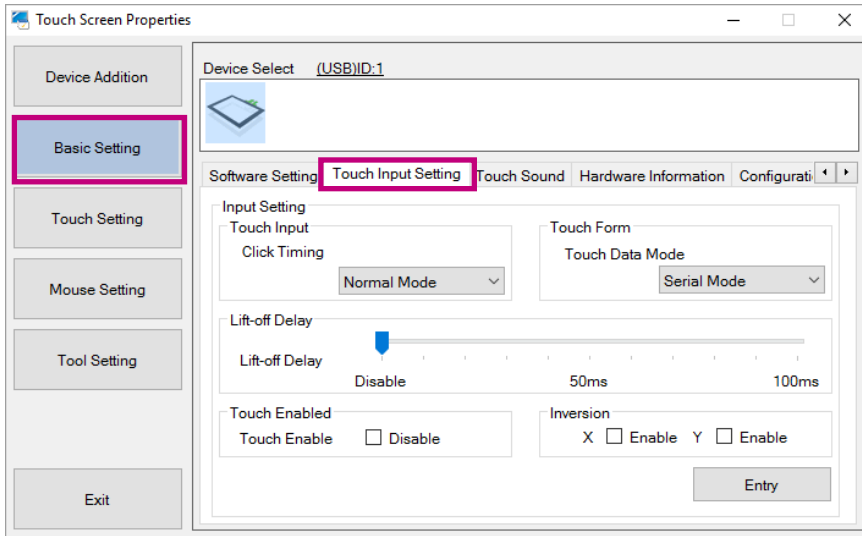 Touch Screen Properties
Device Addition
Basic Setting
Touch Setting
Mouse Setting
Tool Setting
Exit
Device Select (USB)ID:1
Software Setting Touch Input Setting Touch Sound Hardware Information Configurati
Input Setting
Touch Input
Click Timing
Normal Mode
Touch Form
Touch Data Mode
Serial Mode
Lift-off Delay
Lift-off Delay
Disable 50ms 100ms
Touch Enabled
Touch Enable Disable
Inversion
X Enable Y Enable
Entry